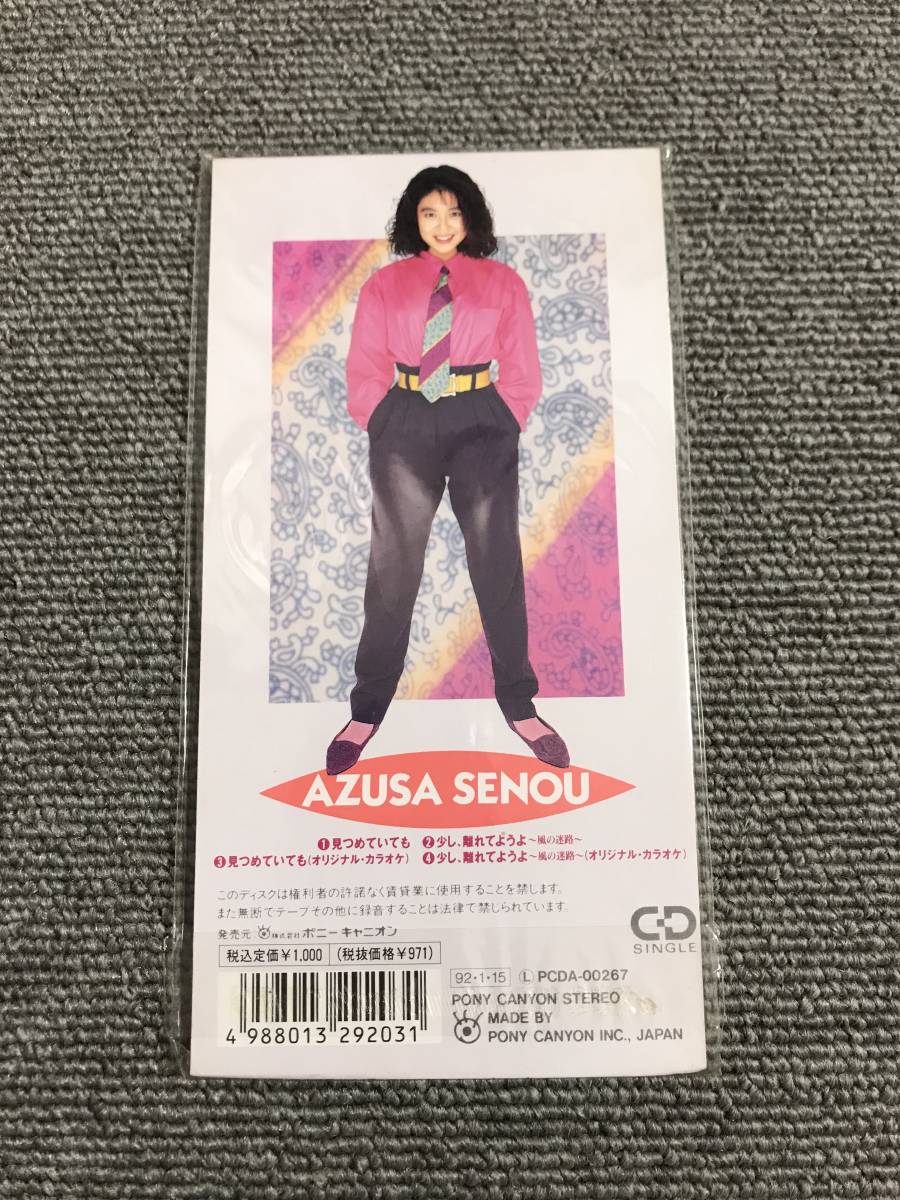 AZUSA SENOU
❶見つめていても ❷少し、離れてようよ～風の迷路～
❸見つめていても(オリジナル・カラオケ) ❹少し、離れてようよ～風の迷路～(オリジナル・カラオケ)
このディスクは権利者の許諾なく賃貸業に使用することを禁します。
また無断てテープその他に録音することは法律て禁じられています。
発売元 株式会社 ポニーキャニオン
税込定価￥1,000 (税抜価格￥971)
CD
SINGLE
92・1・15 Ⓛ PCDA-00267
PONY CANYON STEREO
MADE BY
PONY CANYON INC., JAPAN
4 988013 292031